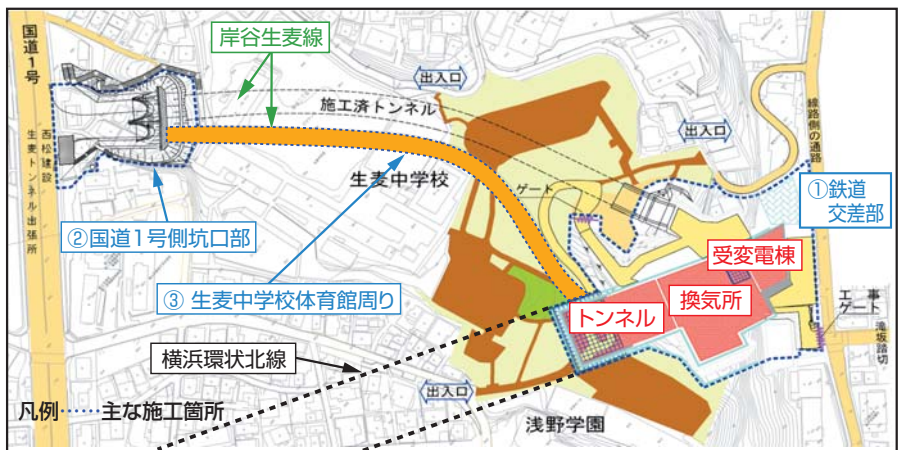 国道1号
岸谷生麦線
出入口
施工済トンネル
出入口
線路側の通路
西松建設
生麦トンネル出張所
生麦中学校
ゲート
①鉄道
交差部
②国道1号側坑口部
受変電棟
③ 生麦中学校体育館周り
換気所
トンネル
工事
ゲート
滝坂踏切
横浜環状北線
出入口
凡例 主な施工箇所
浅野学園